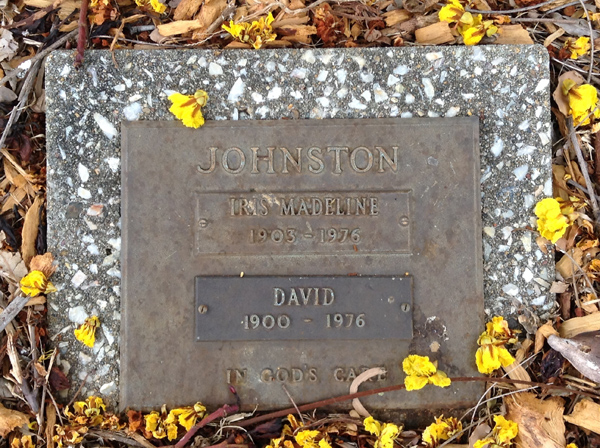 JOHNSTON
IRIS MADELINE
1903 - 1976
DAVID
1900 - 1976
IN GOD'S CARE